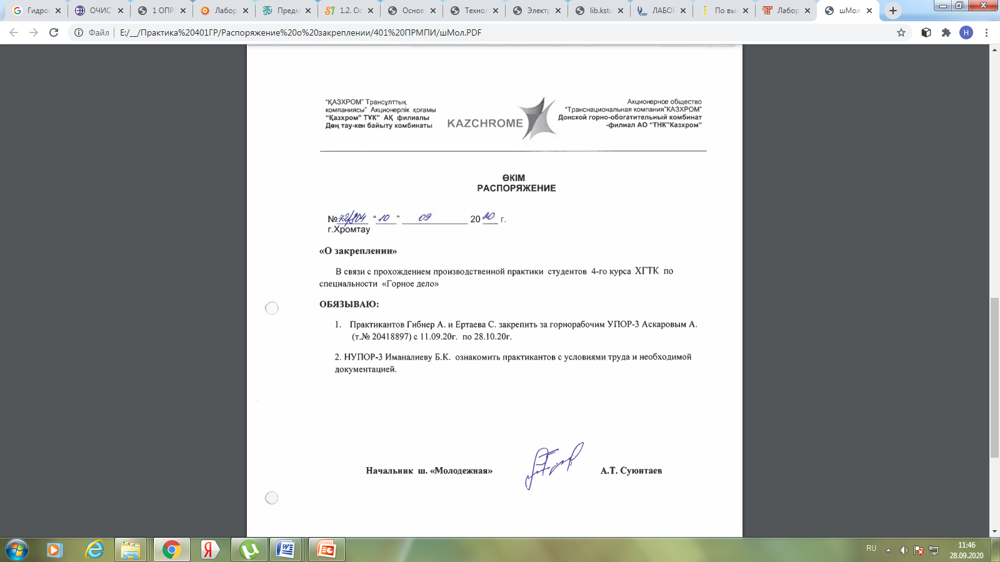 Гидрос
ОЧИС
1 ОПР
Лабор
Предм
1.2. Ос
Основ
Технол
Электр
lib.kstu
ЛАБОР
По вып
Лабор
шМол
Файл
E:/__/Практика%20401ГР/Распоряжение%20о%20закреплении/401%20ПРМПИ/шМол.PDF
Н
“ҚАЗХРОМ” Трансұлттық
компаниясы” Акционерлік қоғамы
“Қазхром” ТҰК” АҚ филиалы
Дөң тау-кен байыту комбинаты
KAZCHROME
Акционерное общество
“Транснациональная компания”КАЗХРОМ”
Донской горно-обогатительный комбинат
-филиал АО “ТНК”Казхром”
ӨКІМ
РАСПОРЯЖЕНИЕ
№ “10” 09 2020 г.
г.Хромтау
«О закреплении»
В связи с прохождением производственной практики студентов 4-го курса ХГТК по
специальности «Горное дело»
ОБЯЗЫВАЮ:
1. Практикантов Гибнер А. и Ертаева С. закрепить за горнорабочим УПОР-3 Аскаровым А.
(т.№ 20418897) с 11.09.20г. по 28.10.20г.
2. НУПОР-3 Иманалиеву Б.К. ознакомить практикантов с условиями труда и необходимой
документацией.
Начальник ш. «Молодежная» А.Т. Суюнтаев
RU
11:46
28.09.2020